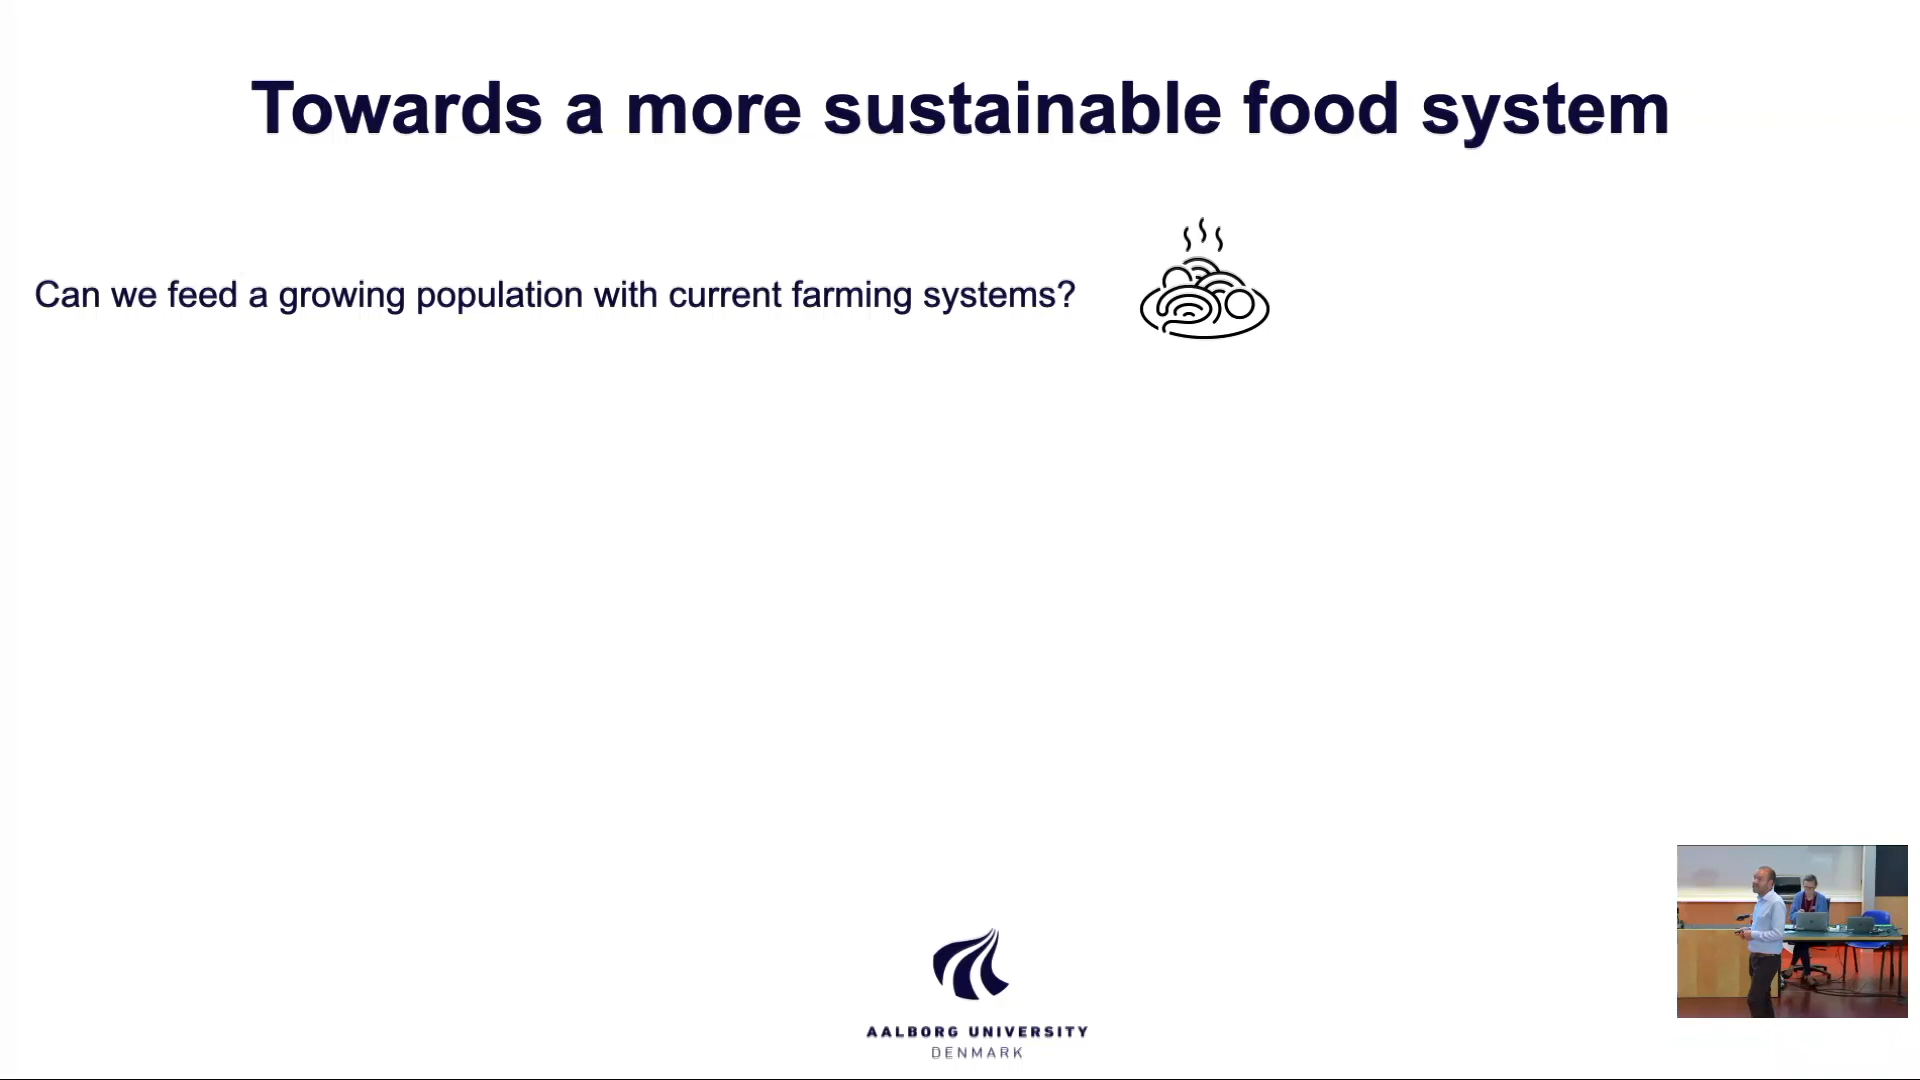 Towards a more sustainable food system
Can we feed a growing population with current farming systems?
AALBORG UNIVERSITY
DENMARK